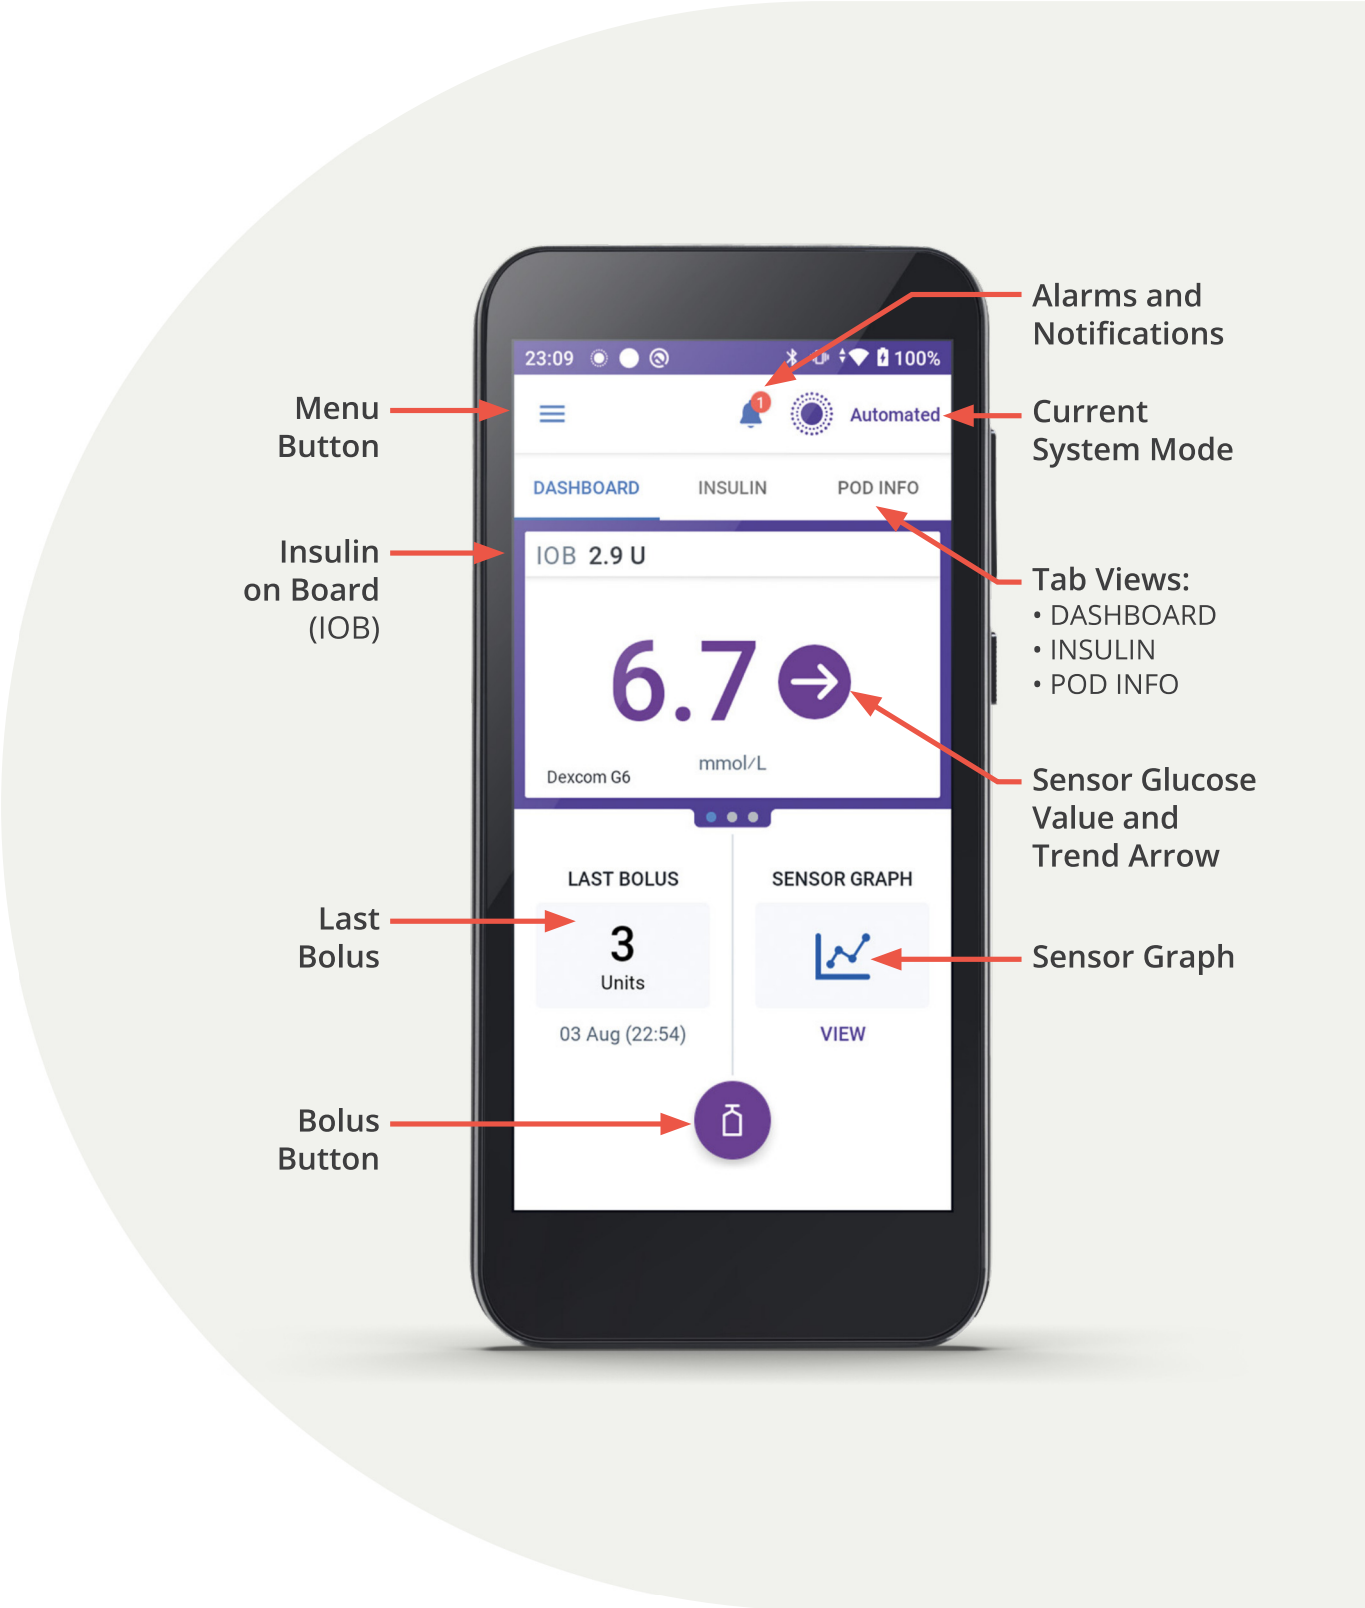 Alarms and
Notifications
23:09
100%
1
Automated
Menu
Button
Current
System Mode
DASHBOARD
INSULIN
POD INFO
Insulin
on Board
(IOB)
IOB 2.9 U
Tab Views:
• DASHBOARD
• INSULIN
• POD INFO
6.7
mmol/L
Dexcom G6
Sensor Glucose
Value and
Trend Arrow
LAST BOLUS
SENSOR GRAPH
Last
Bolus
3
Units
03 Aug (22:54)
VIEW
Sensor Graph
Bolus
Button